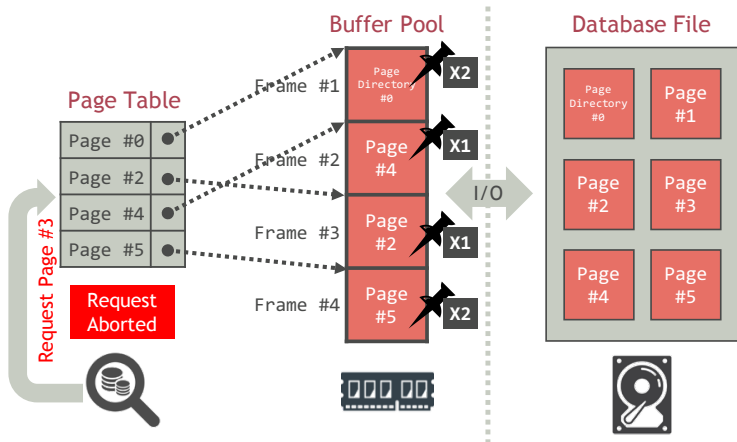 Buffer Pool
Database File
Page Table
Frame #1
Page
Directory
#0
X2
Page
Directory
#0
Page
#1
Page #0
Page #2
Page #4
Page #5
Frame #2
Page
#4
X1
I/O
Page
#2
Page
#3
Frame #3
Page
#2
X1
Request Page #3
Request
Aborted
Frame #4
Page
#5
X2
Page
#4
Page
#5